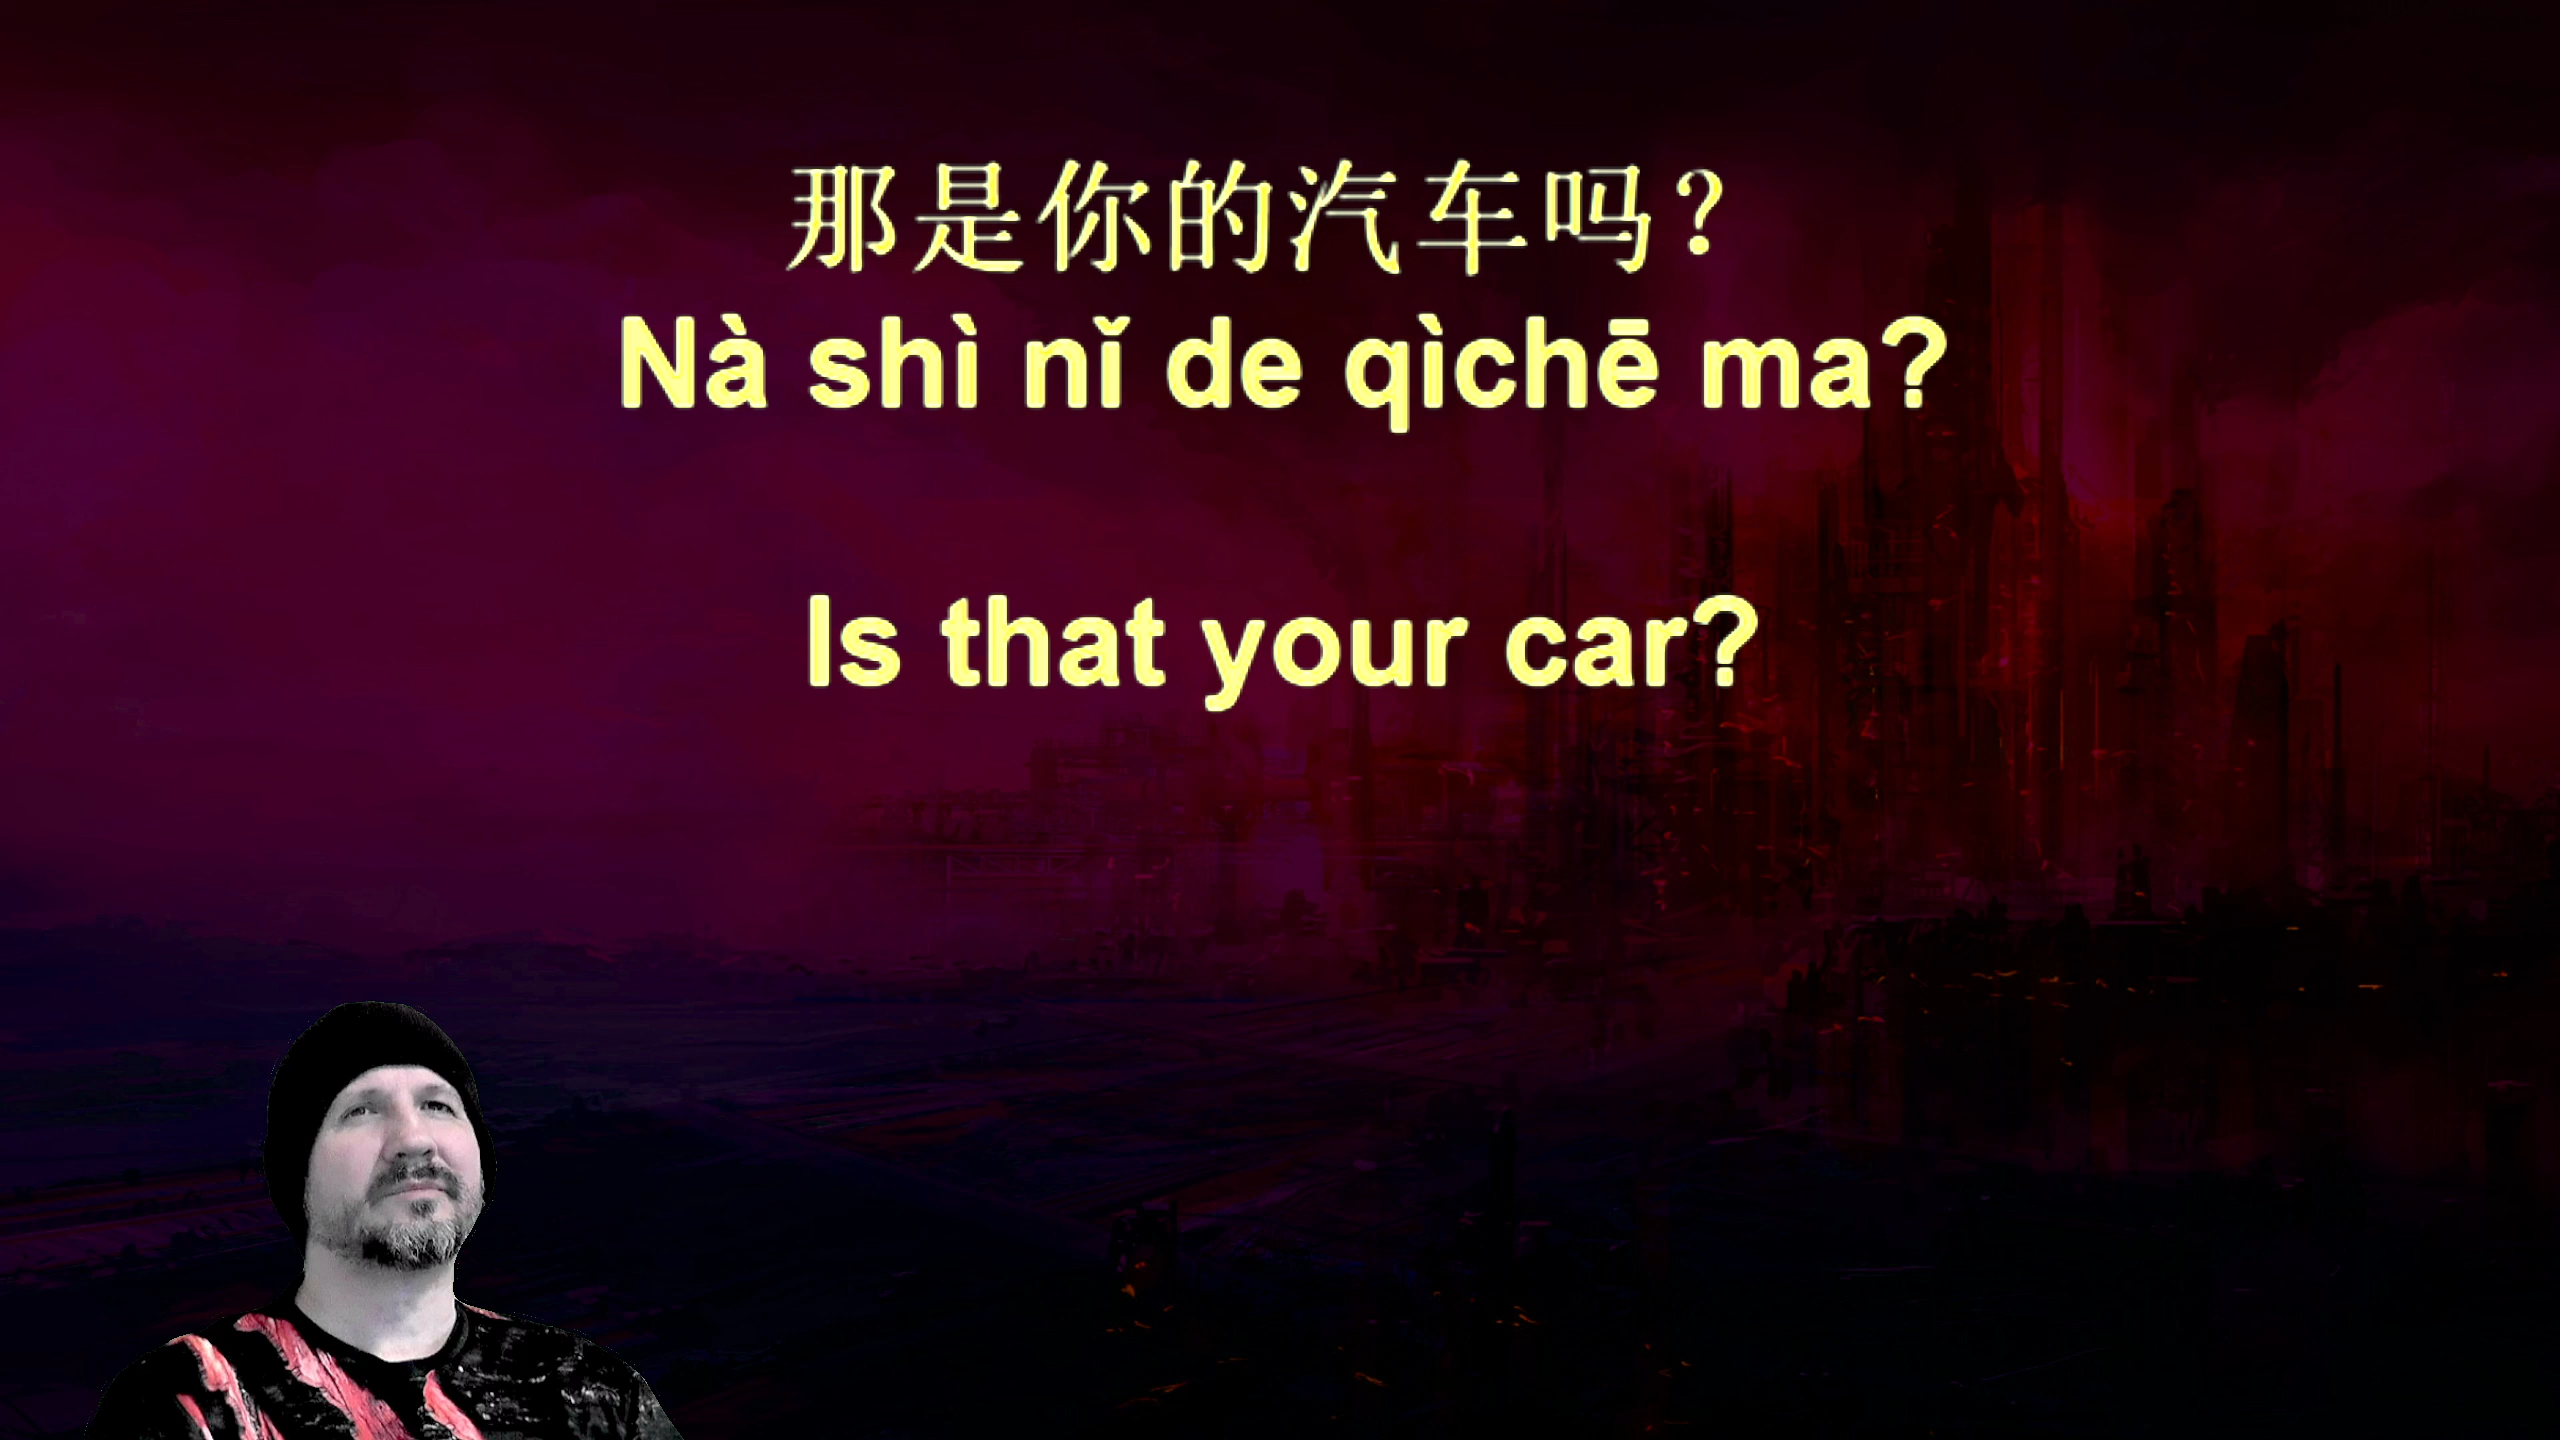 那是你的汽车吗？
Nà shì nǐ de qìchē ma?
Is that your car?